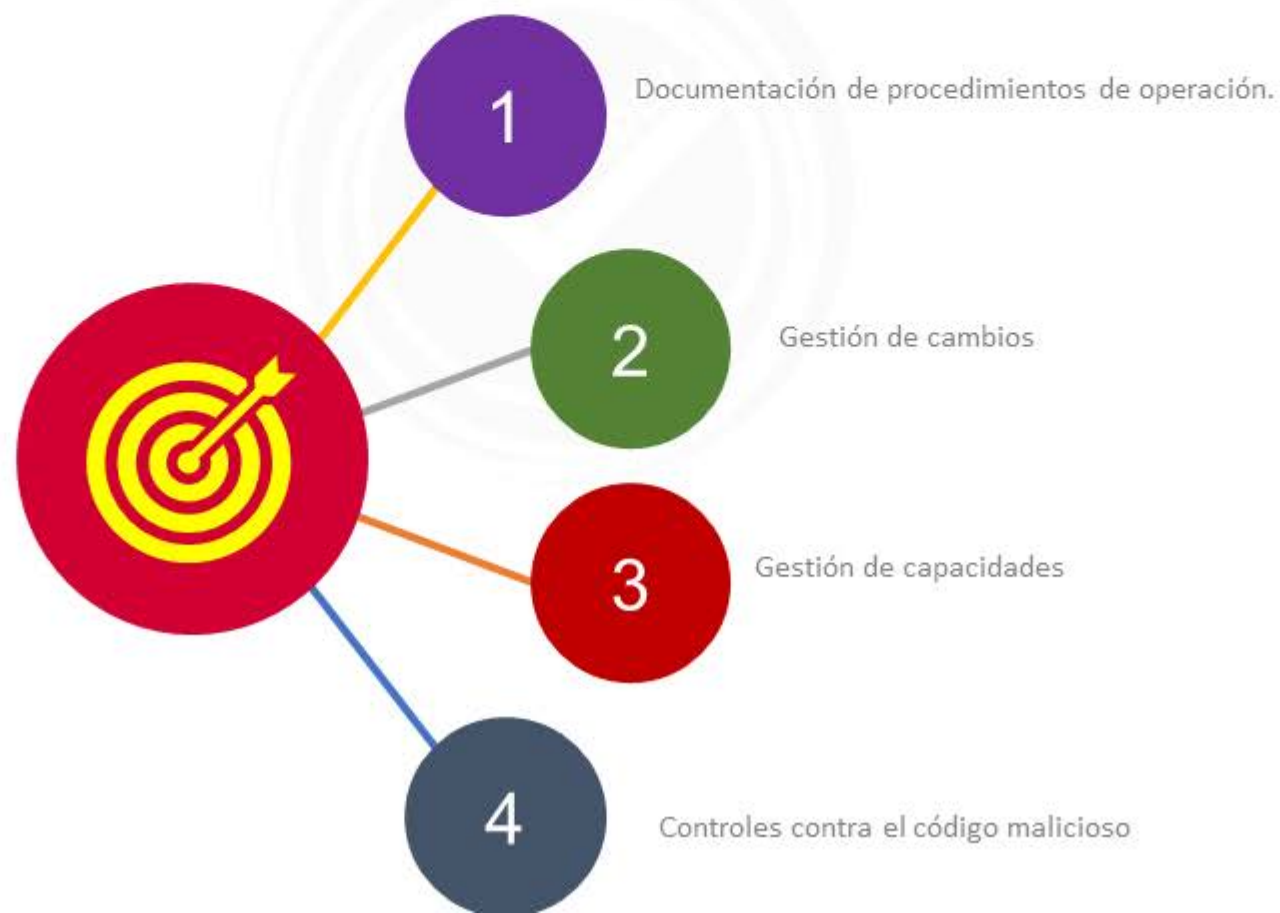 1
Documentación de procedimientos de operación.
2
Gestión de cambios
3
Gestión de capacidades
4
Controles contra el código malicioso